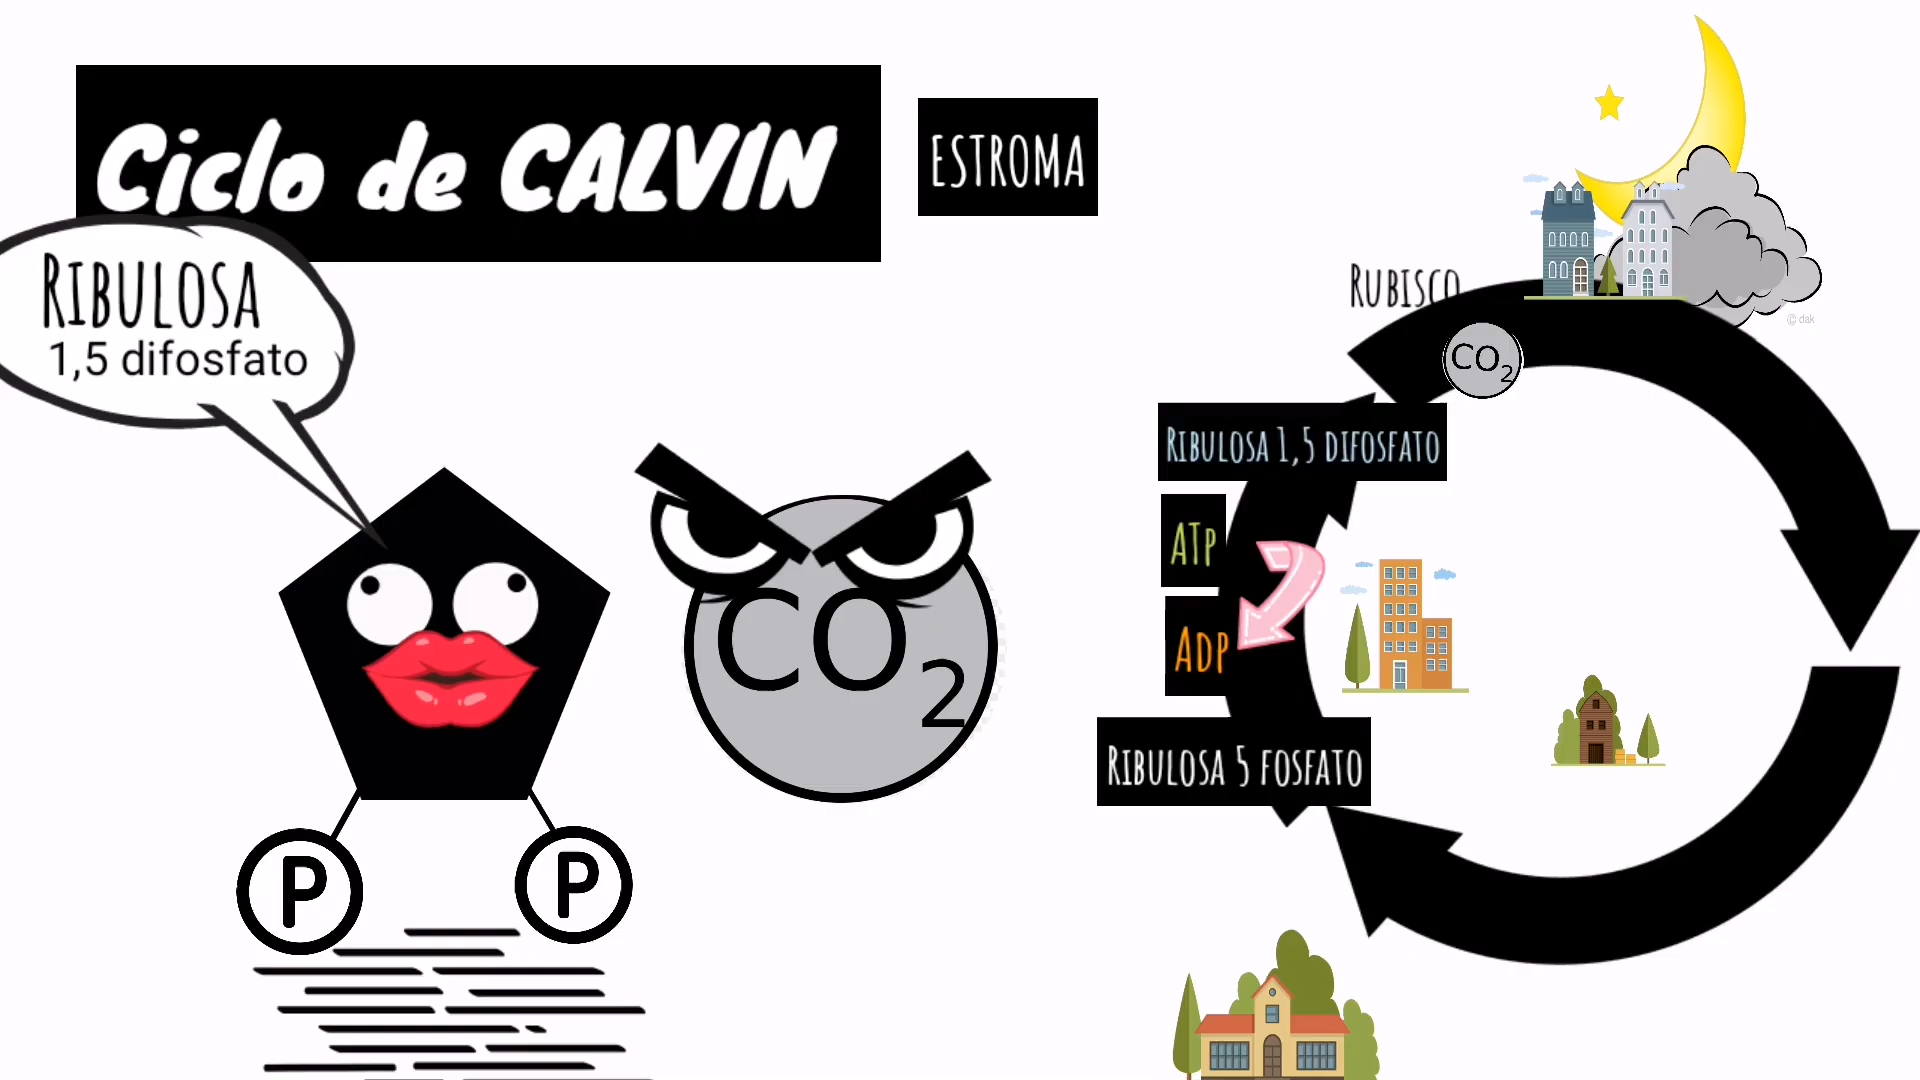 Ciclo de CALVIN
ESTROMA
RIBULOSA
1,5 difosfato
CO2
P
P
RUBISCO
CO2
RIBULOSA 1,5 DIFOSFATO
ATP
ADP
RIBULOSA 5 FOSFATO
© dak